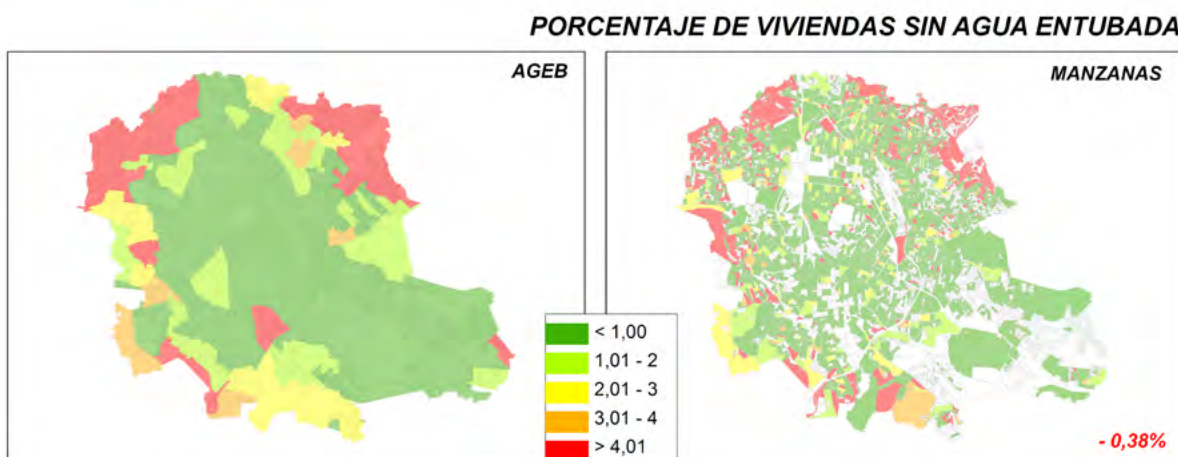 PORCENTAJE DE VIVIENDAS SIN AGUA ENTUBADA
AGEB
MANZANAS
< 1,00
1,01 - 2
2,01 - 3
3,01 - 4
> 4,01
- 0,38%